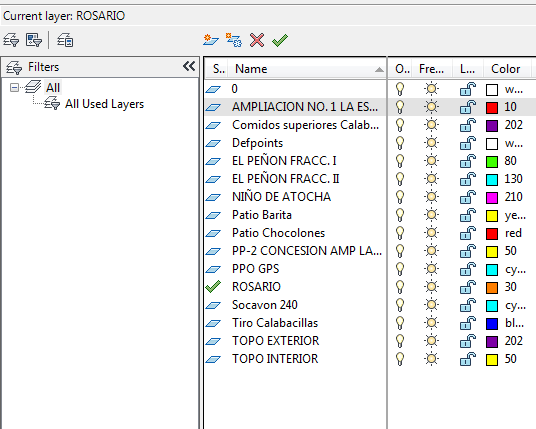 Current layer: ROSARIO
Filters
All
All Used Layers
S.. Name O.. Fre... L... Color
0 w...
AMPLIACION NO. 1 LA ES... 10
Comidos superiores Calab... 202
Defpoints w...
EL PEÑON FRACC. I 80
EL PEÑON FRACC. II 130
NIÑO DE ATOCHA 210
Patio Barita ye...
Patio Chocolones red
PP-2 CONCESION AMP LA... 50
PPO GPS cy...
ROSARIO 30
Socavon 240 cy...
Tiro Calabacillas bl...
TOPO EXTERIOR 202
TOPO INTERIOR 50